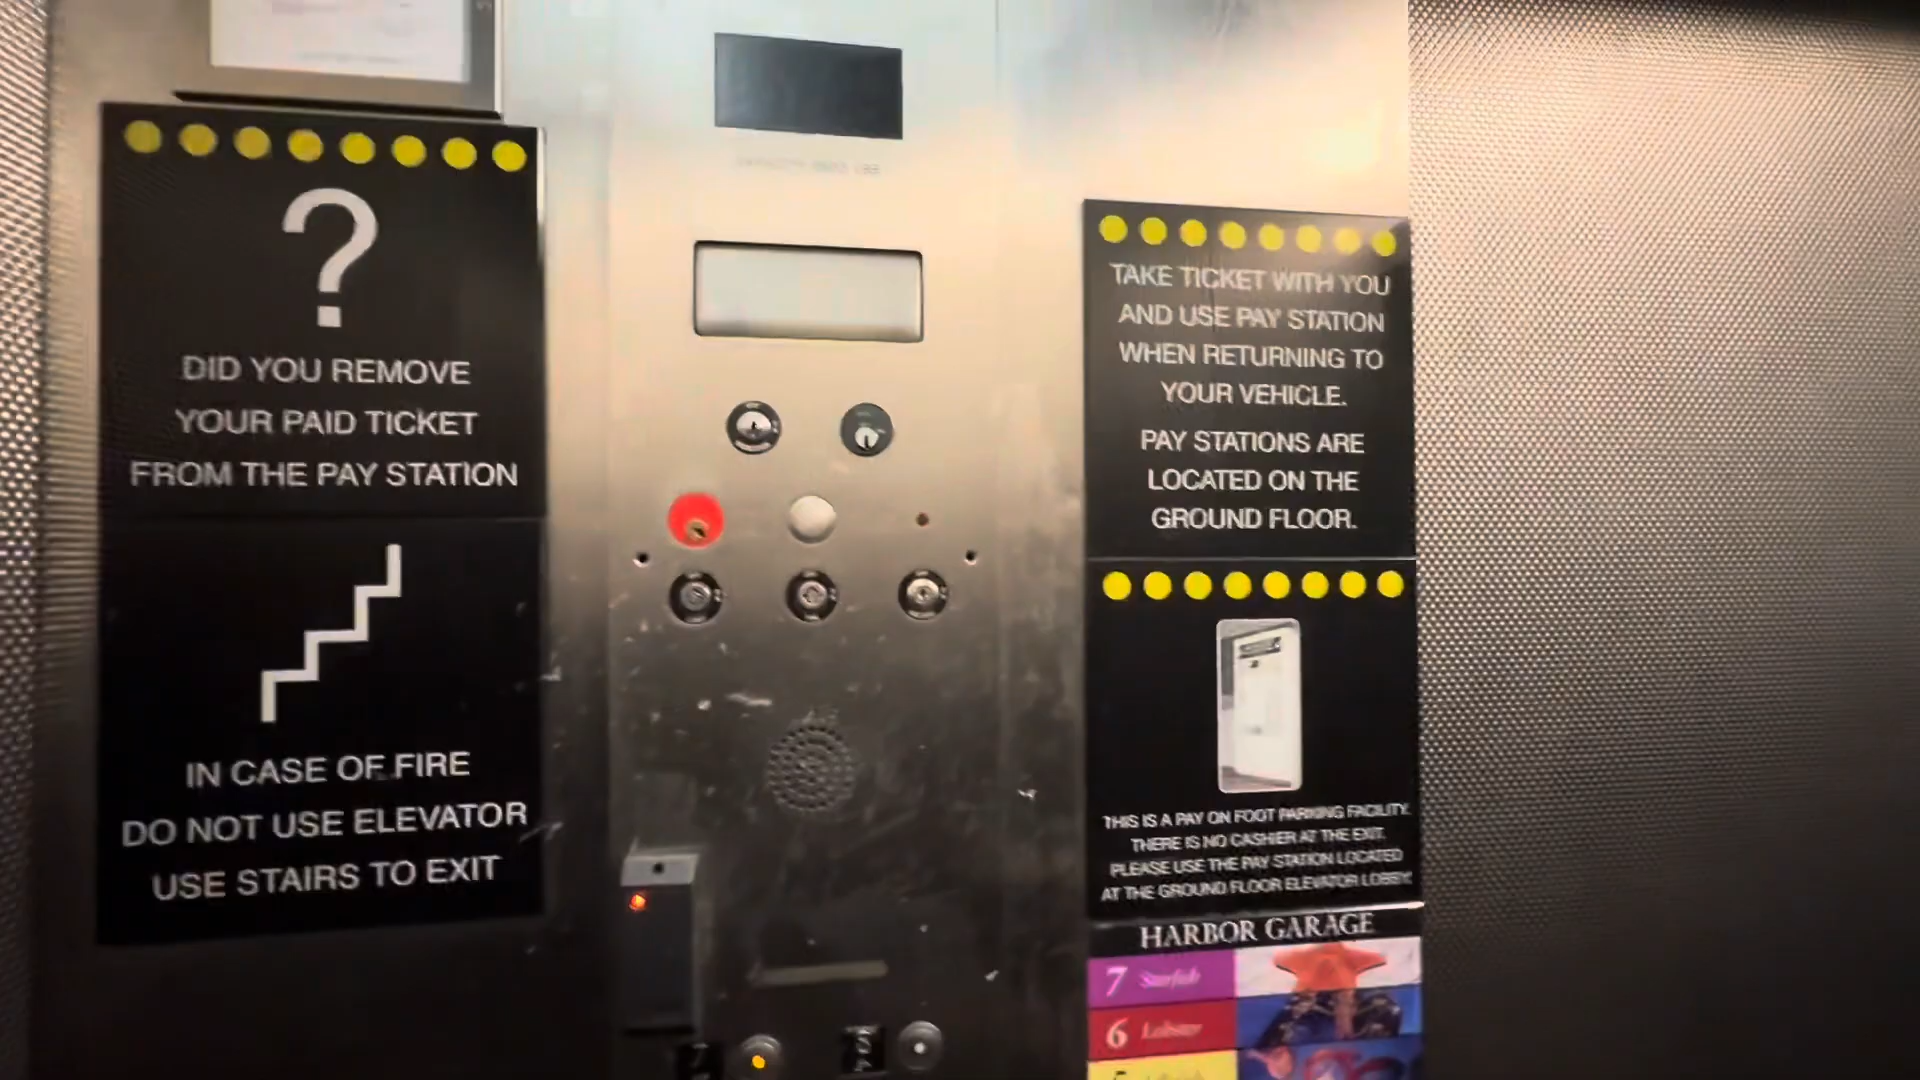 ?
DID YOU REMOVE
YOUR PAID TICKET
FROM THE PAY STATION
IN CASE OF FIRE
DO NOT USE ELEVATOR
USE STAIRS TO EXIT
TAKE TICKET WITH YOU
AND USE PAY STATION
WHEN RETURNING TO
YOUR VEHICLE.
PAY STATIONS ARE
LOCATED ON THE
GROUND FLOOR.
THIS IS A PAY ON FOOT PARKING FACILITY.
THERE IS NO CASHIER AT THE EXIT.
PLEASE USE THE PAY STATION LOCATED
AT THE GROUND FLOOR ELEVATOR LOBBY.
HARBOR GARAGE
7 Starfish
6 Lobster